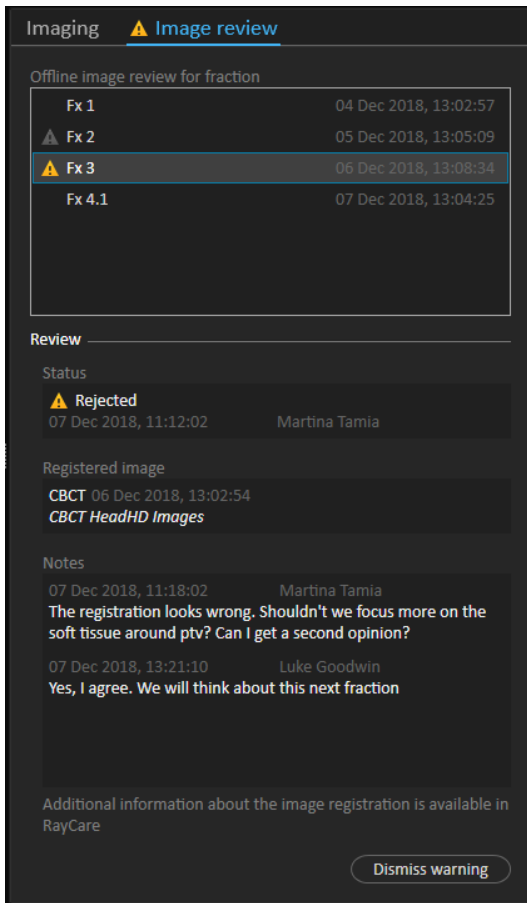 Imaging Image review
Offline image review for fraction
Fx 1 04 Dec 2018, 13:02:57
Fx 2 05 Dec 2018, 13:05:09
Fx 3 06 Dec 2018, 13:08:34
Fx 4.1 07 Dec 2018, 13:04:25
Review
Status
Rejected
07 Dec 2018, 11:12:02 Martina Tamia
Registered image
CBCT 06 Dec 2018, 13:02:54
CBCT HeadHD Images
Notes
07 Dec 2018, 11:18:02 Martina Tamia
The registration looks wrong. Shouldn't we focus more on the
soft tissue around ptv? Can I get a second opinion?
07 Dec 2018, 13:21:10 Luke Goodwin
Yes, I agree. We will think about this next fraction
Additional information about the image registration is available in
RayCare
Dismiss warning